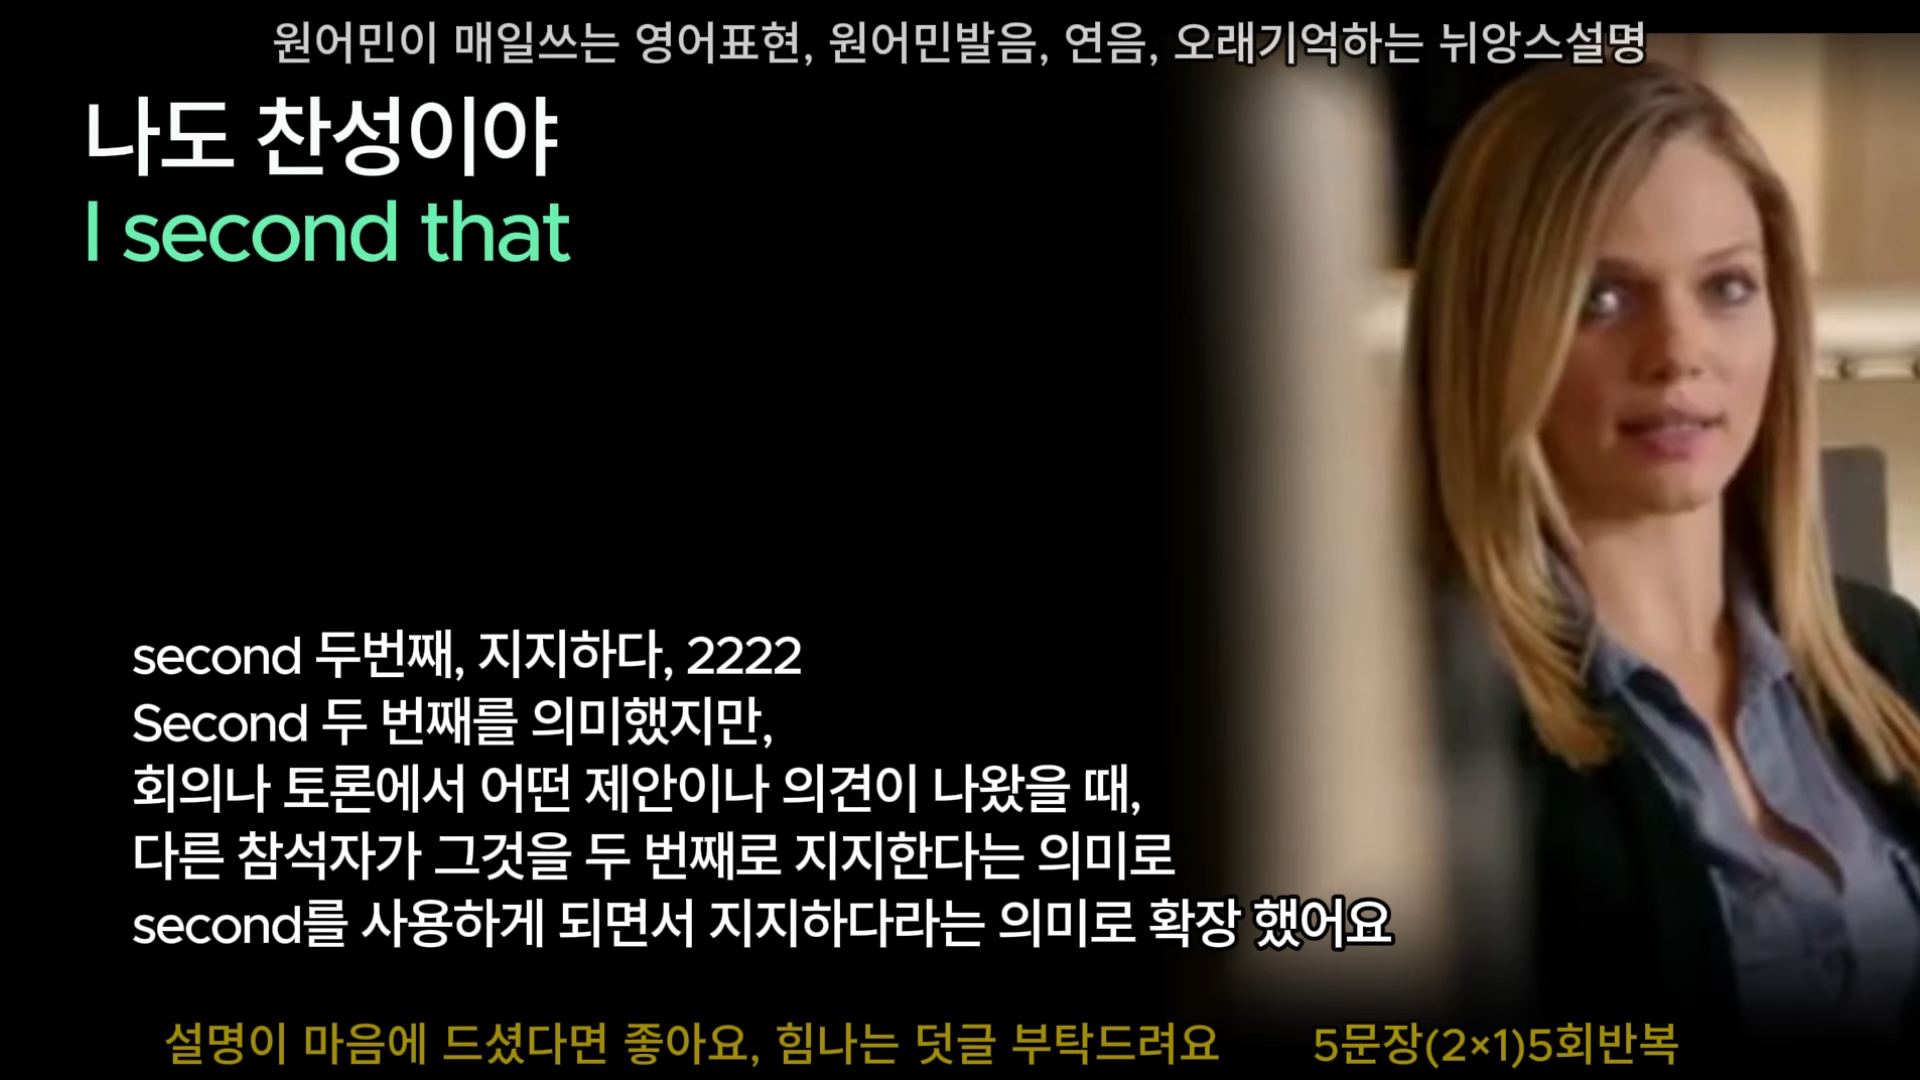 원어민이 매일쓰는 영어표현, 원어민발음, 연음, 오래기억하는 뉘앙스설명
나도 찬성이야
I second that
second 두번째, 지지하다, 2222
Second 두 번째를 의미했지만,
회의나 토론에서 어떤 제안이나 의견이 나왔을 때,
다른 참석자가 그것을 두 번째로 지지한다는 의미로
second를 사용하게 되면서 지지하다라는 의미로 확장 했어요
설명이 마음에 드셨다면 좋아요, 힘나는 덧글 부탁드려요 5문장(2×1)5회반복